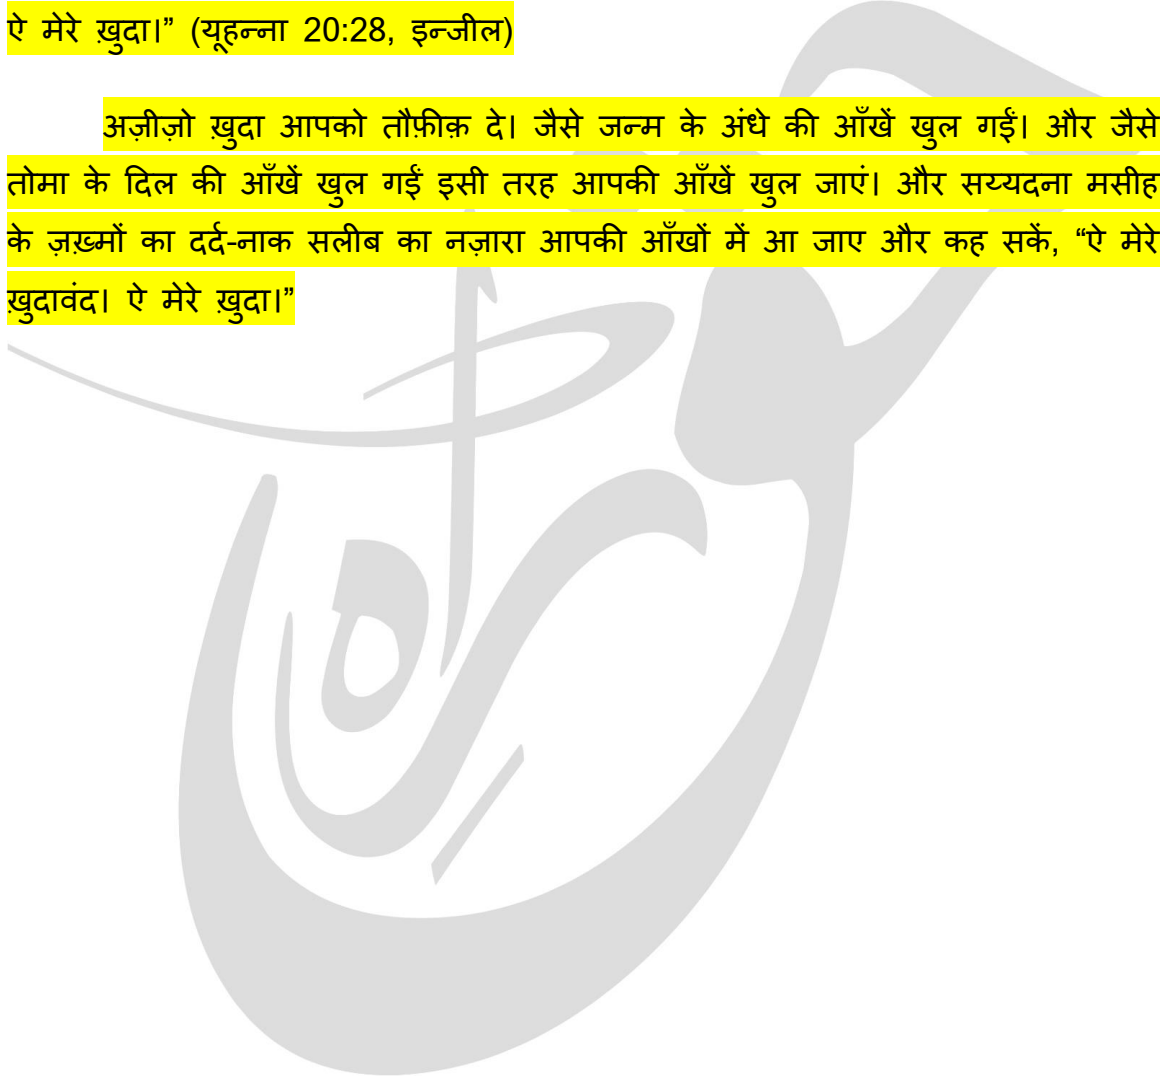 ऐ मेरे ख़ुदा।” (यूहन्ना 20:28, इन्जील)
अज़ीज़ो ख़ुदा आपको तौफ़ीक़ दे। जैसे जन्म के अंधे की आँखें खुल गईं। और जैसे
तोमा के दिल की आँखें खुल गईं इसी तरह आपकी आँखें खुल जाएं। और सय्यदना मसीह
के ज़ख़्मों का दर्द-नाक सलीब का नज़ारा आपकी आँखों में आ जाए और कह सकें, “ऐ मेरे
ख़ुदावंद। ऐ मेरे ख़ुदा।”